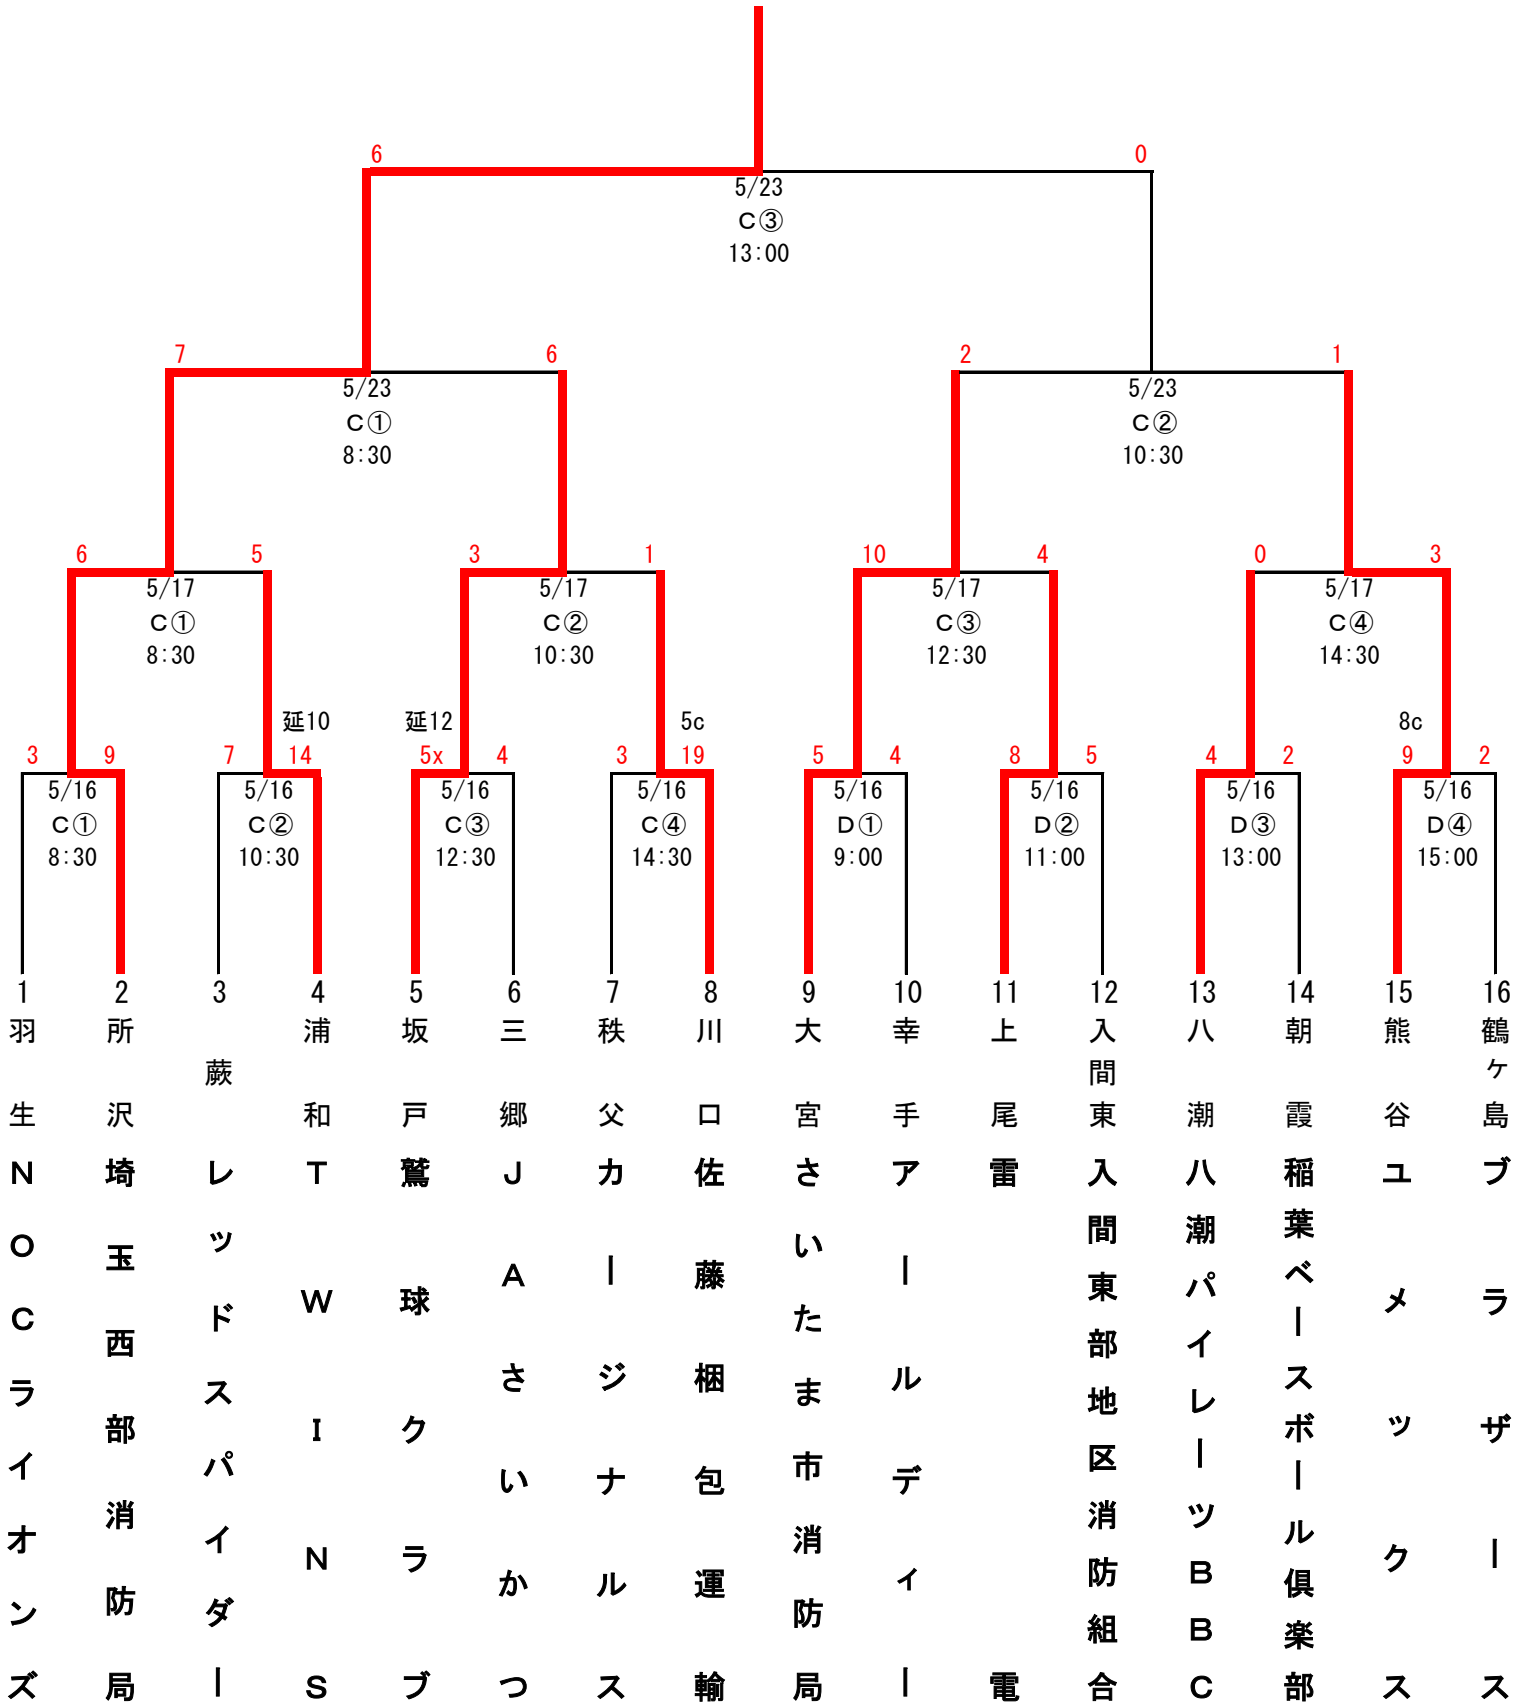 6 0
5/23
C③
13:00
7 6 2 1
5/23 5/23
C① C②
8:30 10:30
6 5 3 1 10 4 0 3
5/17 5/17 5/17 5/17
C① C② C③ C④
8:30 10:30 12:30 14:30
延10 延12 5c 8c
3 9 7 14 5x 4 3 19 5 4 8 5 4 2 9 2
5/16 5/16 5/16 5/16 5/16 5/16 5/16 5/16
C① C② C③ C④ D① D② D③ D④
8:30 10:30 12:30 14:30 9:00 11:00 13:00 15:00
1 2 3 4 5 6 7 8 9 10 11 12 13 14 15 16
羽生
所沢
蕨
浦和
坂戸
三郷
秩父
川口
大宮
幸手
上尾
入間東
八潮
朝霞
熊谷
鶴ヶ島
NOCライオンズ
埼玉西部消防局
レッドスパイダー
TWINS
鷲球クラブ
JAさいかつ
カージナルス
佐藤梱包運輸
さいたま市消防局
アールディー
雷電
入間東部地区消防組合
八潮パイレーツBBC
稲葉ベースボール倶楽部
ユメックス
ブラザース